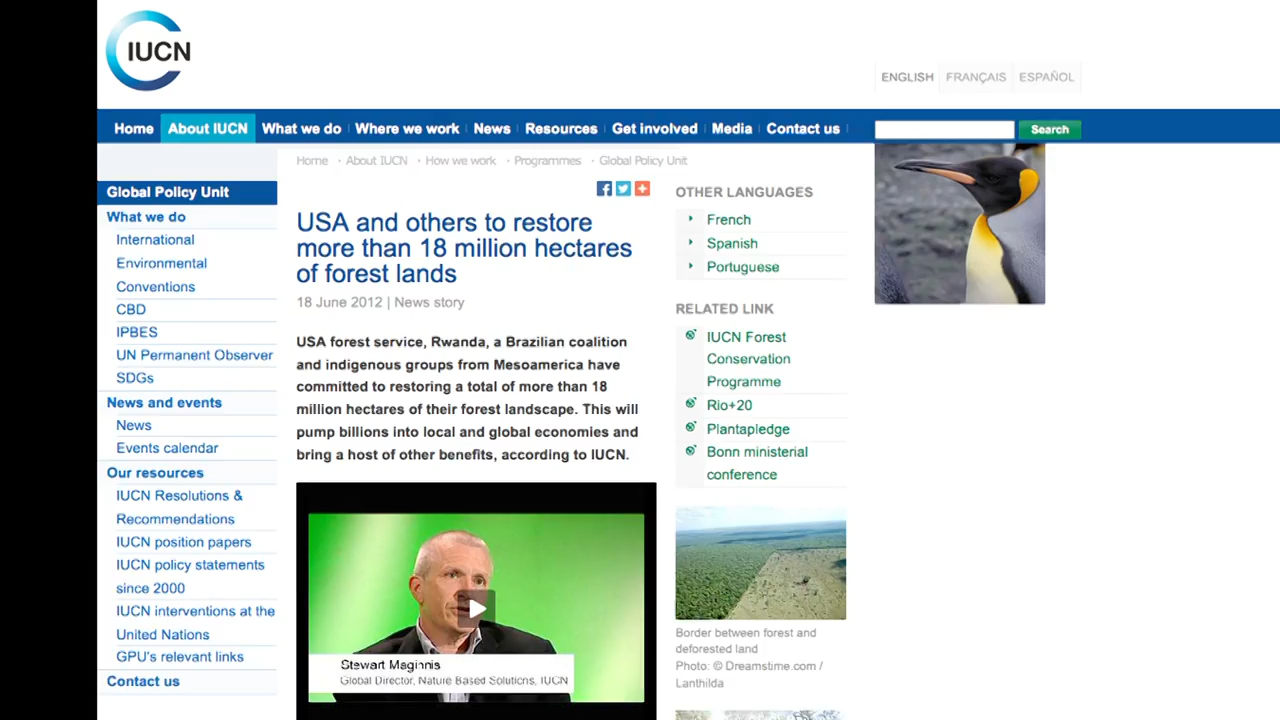 IUCN
ENGLISH
FRANÇAIS
ESPAÑOL
Home
About IUCN
What we do
Where we work
News
Resources
Get involved
Media
Contact us
Search
Home · About IUCN · How we work · Programmes · Global Policy Unit
Global Policy Unit
What we do
International
Environmental
Conventions
CBD
IPBES
UN Permanent Observer
SDGs
News and events
News
Events calendar
Our resources
IUCN Resolutions &
Recommendations
IUCN position papers
IUCN policy statements
since 2000
IUCN interventions at the
United Nations
GPU's relevant links
Contact us
USA and others to restore
more than 18 million hectares
of forest lands
18 June 2012 | News story
USA forest service, Rwanda, a Brazilian coalition
and indigenous groups from Mesoamerica have
committed to restoring a total of more than 18
million hectares of their forest landscape. This will
pump billions into local and global economies and
bring a host of other benefits, according to IUCN.
Stewart Maginnis
Global Director, Nature Based Solutions, IUCN
OTHER LANGUAGES
French
Spanish
Portuguese
RELATED LINK
IUCN Forest
Conservation
Programme
Rio+20
Plantapledge
Bonn ministerial
conference
Border between forest and
deforested land
Photo: © Dreamstime.com /
Lanthilda